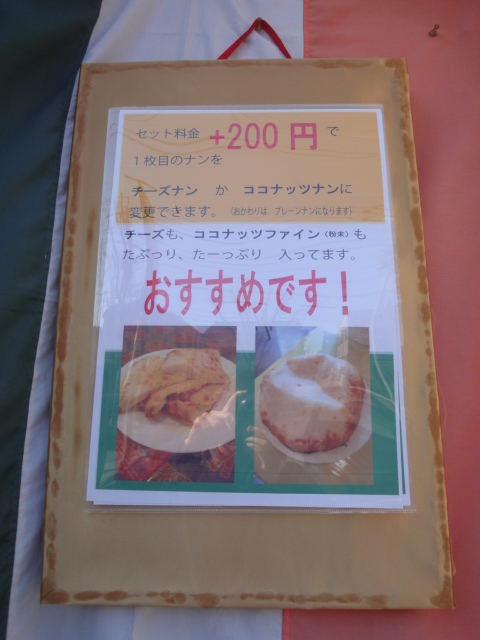 セット料金 +200 円 で
1枚目のナンを
チーズナン か ココナッツナンに
変更できます。（おかわりは プレーンナンになります）
チーズも、ココナッツファイン（粉末）も
たぷっり、たーっぷり 入ってます。
おすすめです！